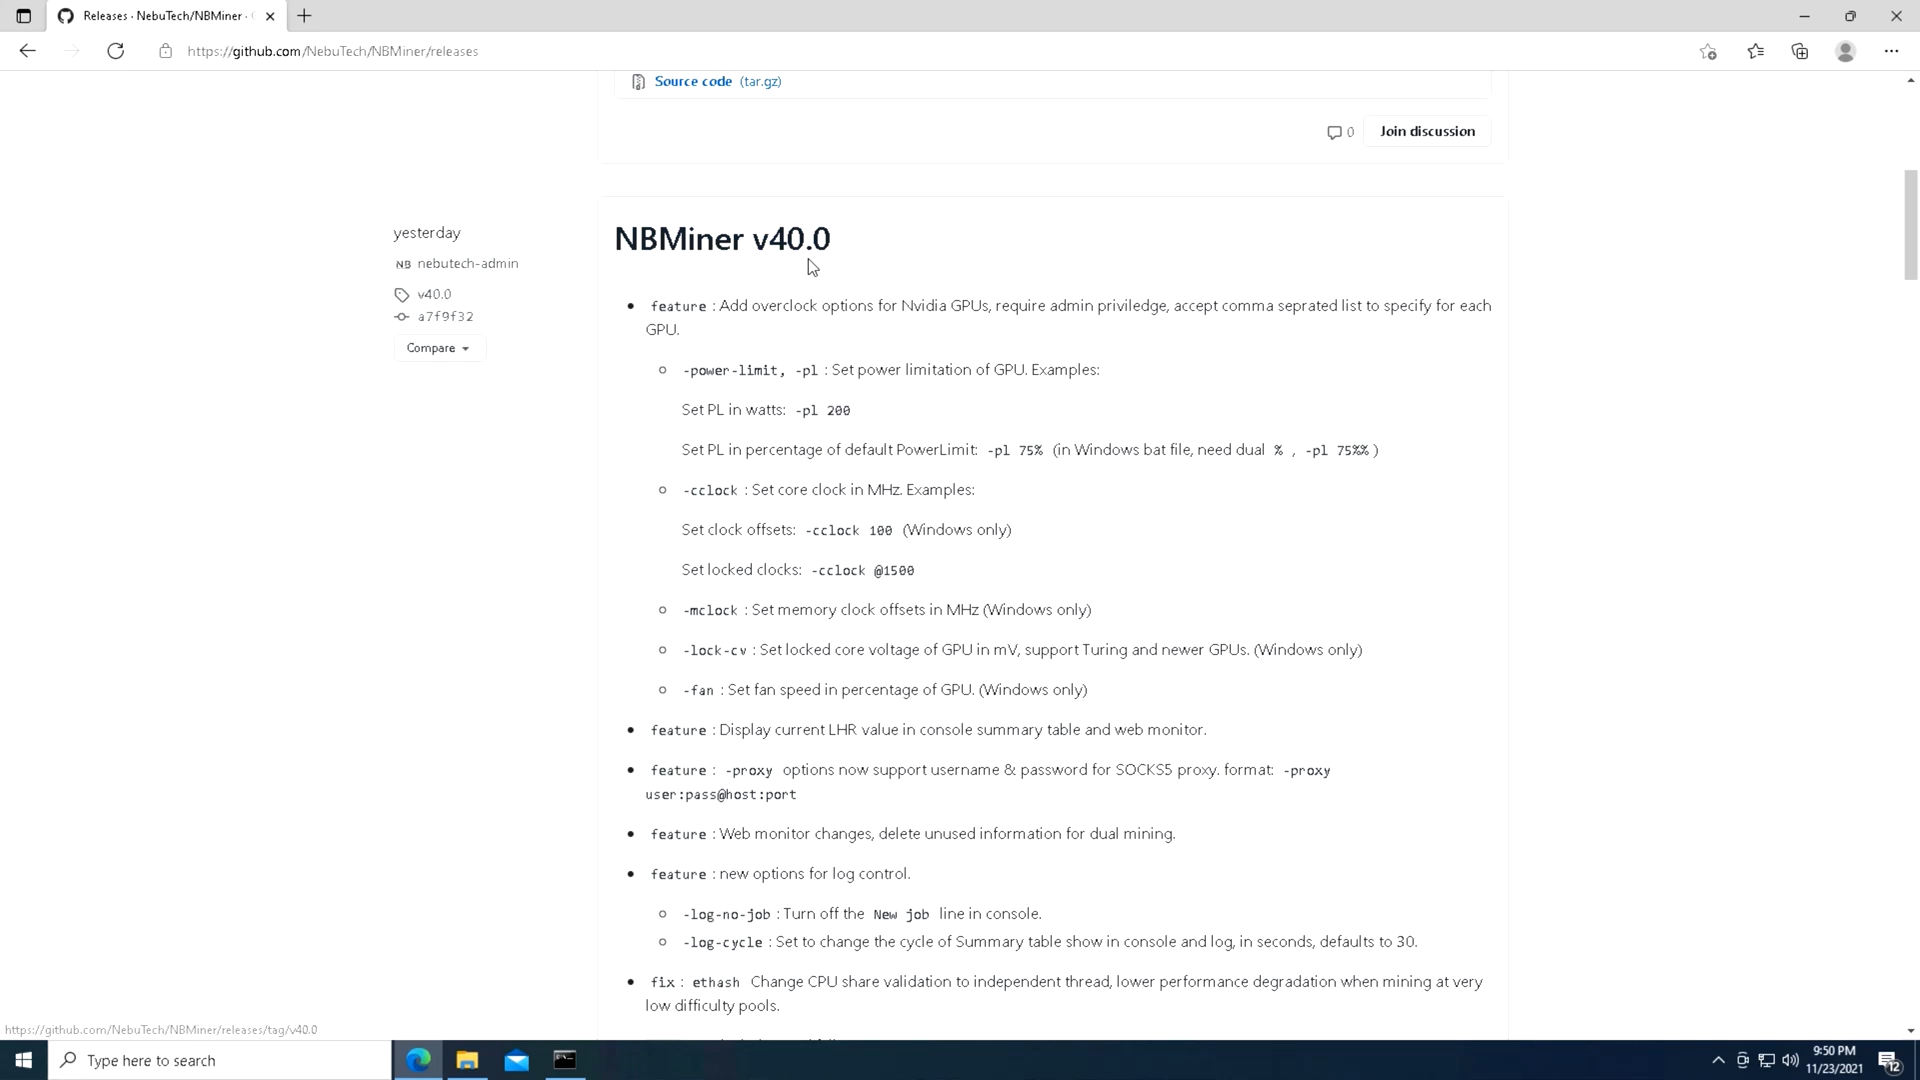 Releases · NebuTech/NBMiner ·
https://github.com/NebuTech/NBMiner/releases
Source code (tar.gz)
0 Join discussion
yesterday
NB nebutech-admin
v40.0
a7f9f32
Compare
NBMiner v40.0
feature : Add overclock options for Nvidia GPUs, require admin priviledge, accept comma seprated list to specify for each
GPU.
-power-limit, -pl : Set power limitation of GPU. Examples:
Set PL in watts: -pl 200
Set PL in percentage of default PowerLimit: -pl 75% (in Windows bat file, need dual % , -pl 75%% )
-cclock : Set core clock in MHz. Examples:
Set clock offsets: -cclock 100 (Windows only)
Set locked clocks: -cclock @1500
-mclock : Set memory clock offsets in MHz (Windows only)
-lock-cv : Set locked core voltage of GPU in mV, support Turing and newer GPUs. (Windows only)
-fan : Set fan speed in percentage of GPU. (Windows only)
feature : Display current LHR value in console summary table and web monitor.
feature : -proxy options now support username & password for SOCKS5 proxy. format: -proxy
user:pass@host:port
feature : Web monitor changes, delete unused information for dual mining.
feature : new options for log control.
-log-no-job : Turn off the New job line in console.
-log-cycle : Set to change the cycle of Summary table show in console and log, in seconds, defaults to 30.
fix : ethash Change CPU share validation to independent thread, lower performance degradation when mining at very
low difficulty pools.
https://github.com/NebuTech/NBMiner/releases/tag/v40.0
Type here to search
9:50 PM
11/23/2021
12